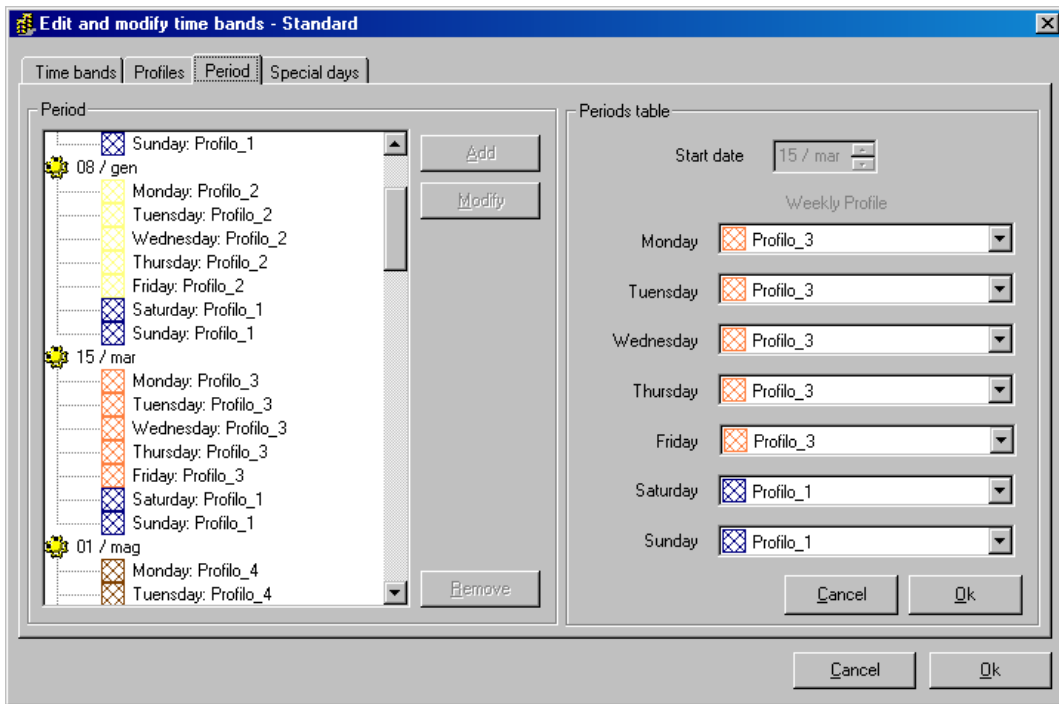 Edit and modify time bands - Standard
Time bands
Profiles
Period
Special days
Period
Sunday: Profilo_1
08 / gen
Monday: Profilo_2
Tuensday: Profilo_2
Wednesday: Profilo_2
Thursday: Profilo_2
Friday: Profilo_2
Saturday: Profilo_1
Sunday: Profilo_1
15 / mar
Monday: Profilo_3
Tuensday: Profilo_3
Wednesday: Profilo_3
Thursday: Profilo_3
Friday: Profilo_3
Saturday: Profilo_1
Sunday: Profilo_1
01 / mag
Monday: Profilo_4
Tuensday: Profilo_4
Add
Modify
Remove
Periods table
Start date 15 / mar
Weekly Profile
Monday Profilo_3
Tuensday Profilo_3
Wednesday Profilo_3
Thursday Profilo_3
Friday Profilo_3
Saturday Profilo_1
Sunday Profilo_1
Cancel Ok
Cancel Ok